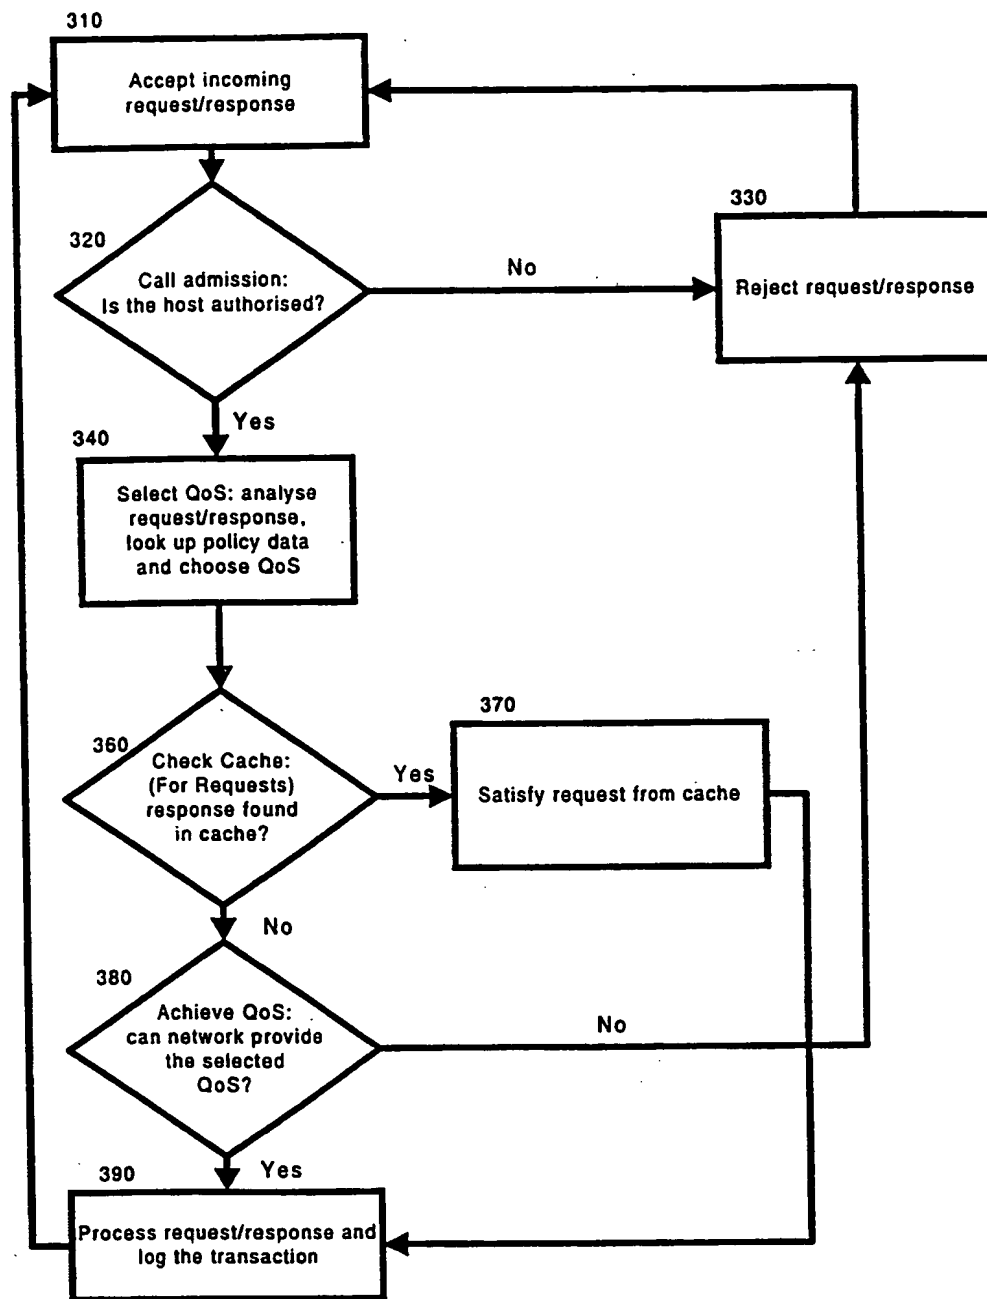 310
Accept incoming
request/response
320
Call admission:
Is the host authorised?
No
330
Reject request/response
Yes
340
Select QoS: analyse
request/response,
look up policy data
and choose QoS
360
Check Cache:
(For Requests)
response found
in cache?
Yes
370
Satisfy request from cache
No
380
Achieve QoS:
can network provide
the selected
QoS?
No
Yes
390
Process request/response and
log the transaction